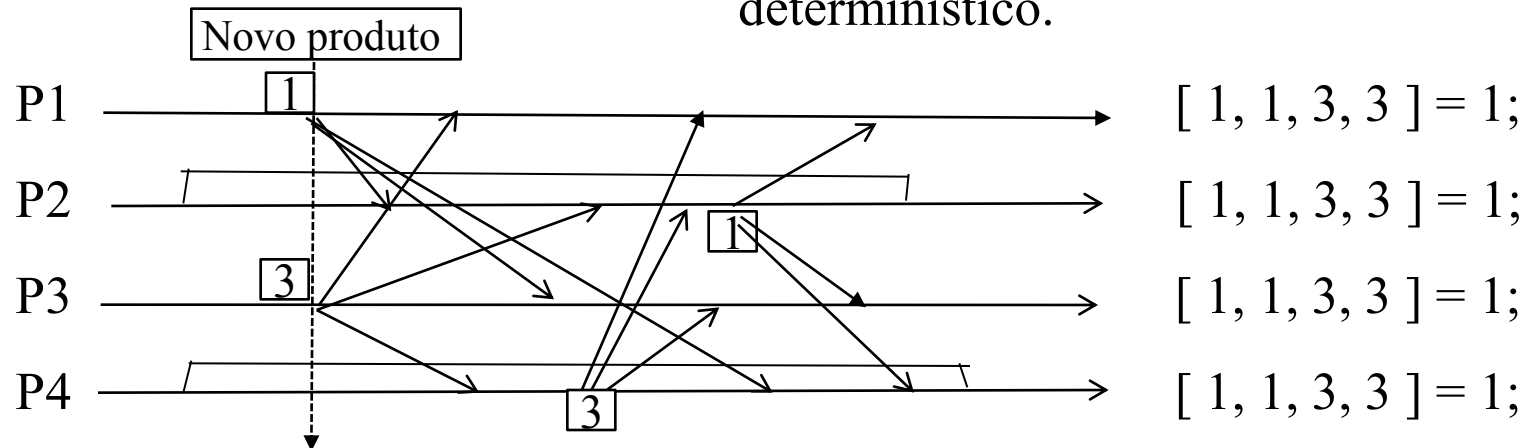 determinístico.
Novo produto
1
P1 [ 1, 1, 3, 3 ] = 1;
P2 [ 1, 1, 3, 3 ] = 1;
1
3
P3 [ 1, 1, 3, 3 ] = 1;
P4 [ 1, 1, 3, 3 ] = 1;
3